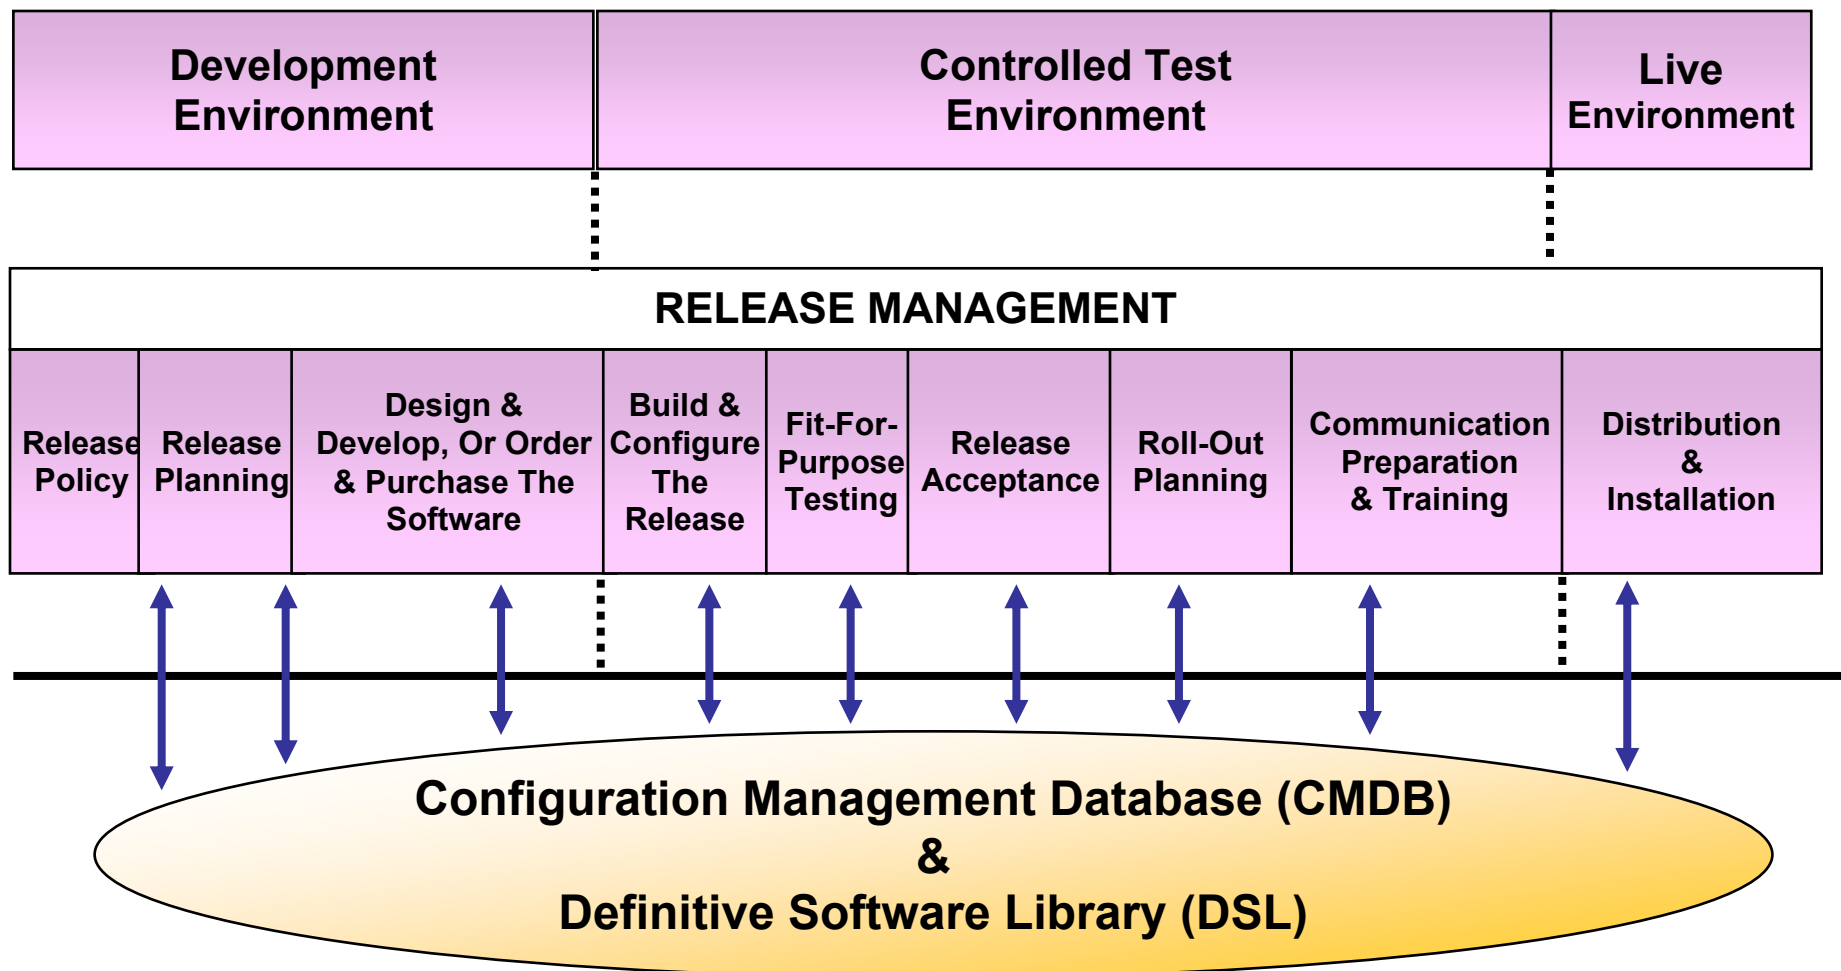 Development
Environment
Controlled Test
Environment
Live
Environment
RELEASE MANAGEMENT
Release
Policy
Release
Planning
Design &
Develop, Or Order
& Purchase The
Software
Build &
Configure
The
Release
Fit-For-
Purpose
Testing
Release
Acceptance
Roll-Out
Planning
Communication
Preparation
& Training
Distribution
&
Installation
Configuration Management Database (CMDB)
&
Definitive Software Library (DSL)